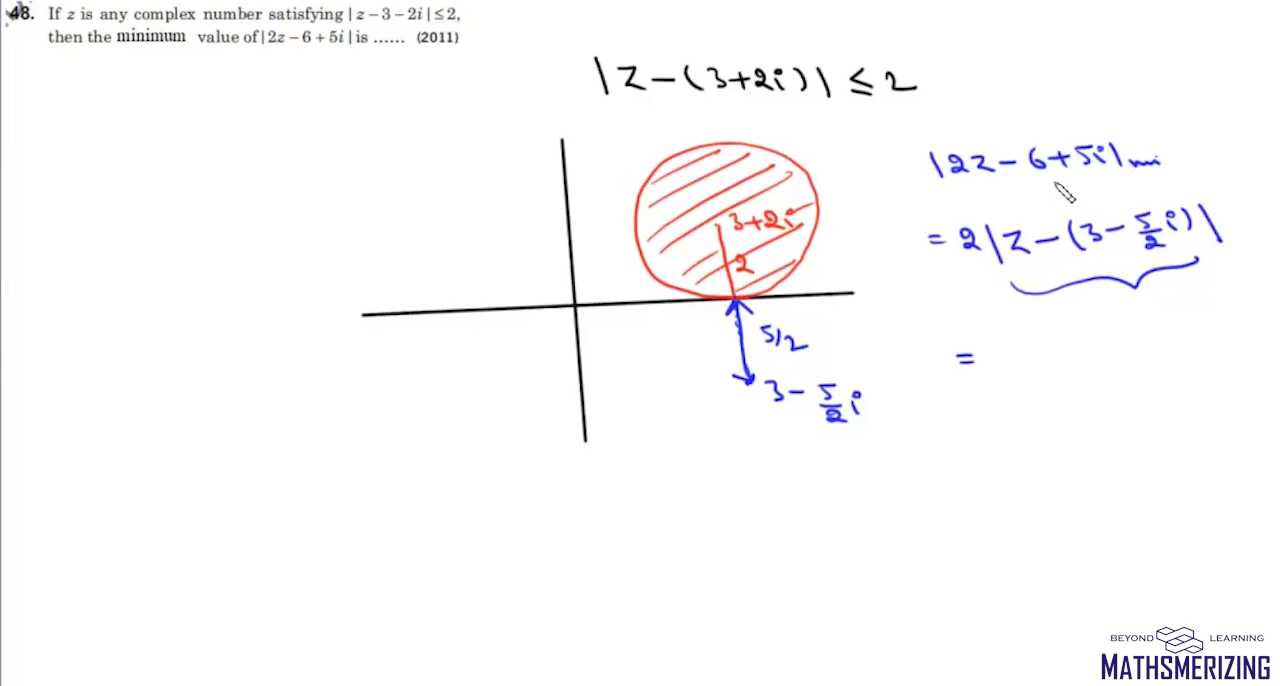 48. If z is any complex number satisfying | z – 3 – 2i | ≤ 2,
then the minimum value of | 2z – 6 + 5i | is ...... (2011)
|z–(3+2i)| ≤ 2
|2z – 6+5i|min
= 2|z – (3 – 5/2 i)|
3+2i
2
5/2
=
3 – 5/2 i
BEYOND LEARNING
MATHSMERIZING